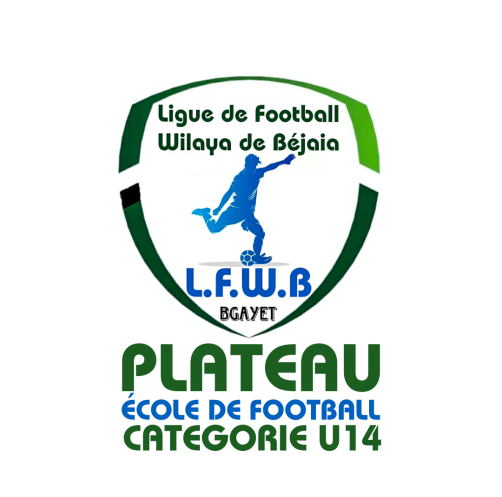 Ligue de Football
Wilaya de Béjaia
L.F.W.B
BGAYET
PLATEAU
ÉCOLE DE FOOTBALL
CATEGORIE U14